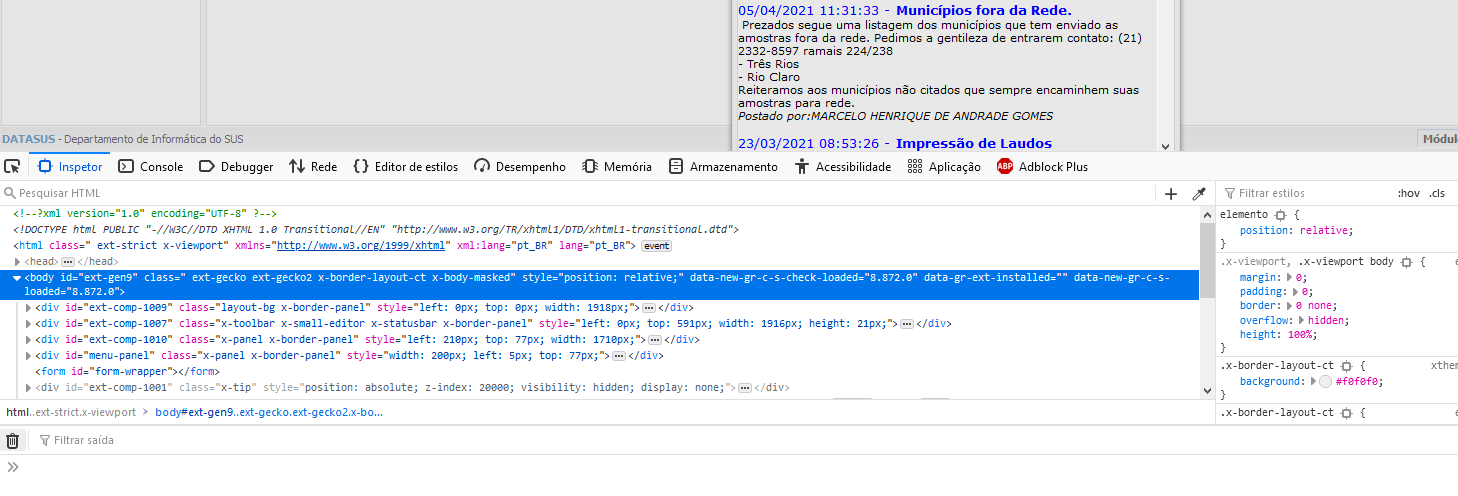 05/04/2021 11:31:33 - Municípios fora da Rede.
Prezados segue uma listagem dos municípios que tem enviado as
amostras fora da rede. Pedimos a gentileza de entrarem contato: (21)
2332-8597 ramais 224/238
- Três Rios
- Rio Claro
Reiteramos aos municípios não citados que sempre encaminhem suas
amostras para rede.
Postado por:MARCELO HENRIQUE DE ANDRADE GOMES
23/03/2021 08:53:26 - Impressão de Laudos
DATASUS - Departamento de Informática do SUS
Módul
Inspetor Console Debugger Rede Editor de estilos Desempenho Memória Armazenamento Acessibilidade Aplicação ABP Adblock Plus
Pesquisar HTML
<!--?xml version="1.0" encoding="UTF-8" ?-->
<!DOCTYPE html PUBLIC "-//W3C//DTD XHTML 1.0 Transitional//EN" "http://www.w3.org/TR/xhtml1/DTD/xhtml1-transitional.dtd">
<html class=" ext-strict x-viewport" xmlns="http://www.w3.org/1999/xhtml" xml:lang="pt_BR" lang="pt_BR"> event
<head>…</head>
<body id="ext-gen9" class=" ext-gecko ext-gecko2 x-border-layout-ct x-body-masked" style="position: relative;" data-new-gr-c-s-check-loaded="8.872.0" data-gr-ext-installed="" data-new-gr-c-s-
loaded="8.872.0">
<div id="ext-comp-1009" class="layout-bg x-border-panel" style="left: 0px; top: 0px; width: 1918px;">…</div>
<div id="ext-comp-1007" class="x-toolbar x-small-editor x-statusbar x-border-panel" style="left: 0px; top: 591px; width: 1916px; height: 21px;">…</div>
<div id="ext-comp-1010" class="x-panel x-border-panel" style="left: 210px; top: 77px; width: 1710px;">…</div>
<div id="menu-panel" class="x-panel x-border-panel" style="width: 200px; left: 5px; top: 77px;">…</div>
<form id="form-wrapper"></form>
<div id="ext-comp-1001" class="x-tip" style="position: absolute; z-index: 20000; visibility: hidden; display: none;">…</div>
html..ext-strict.x-viewport > body#ext-gen9..ext-gecko.ext-gecko2.x-bo…
Filtrar estilos :hov .cls
elemento {
position: relative;
}
.x-viewport, .x-viewport body {
margin: 0;
padding: 0;
border: 0 none;
overflow: hidden;
height: 100%;
}
.x-border-layout-ct { xthem
background: #f0f0f0;
}
.x-border-layout-ct {
Filtrar saída
»